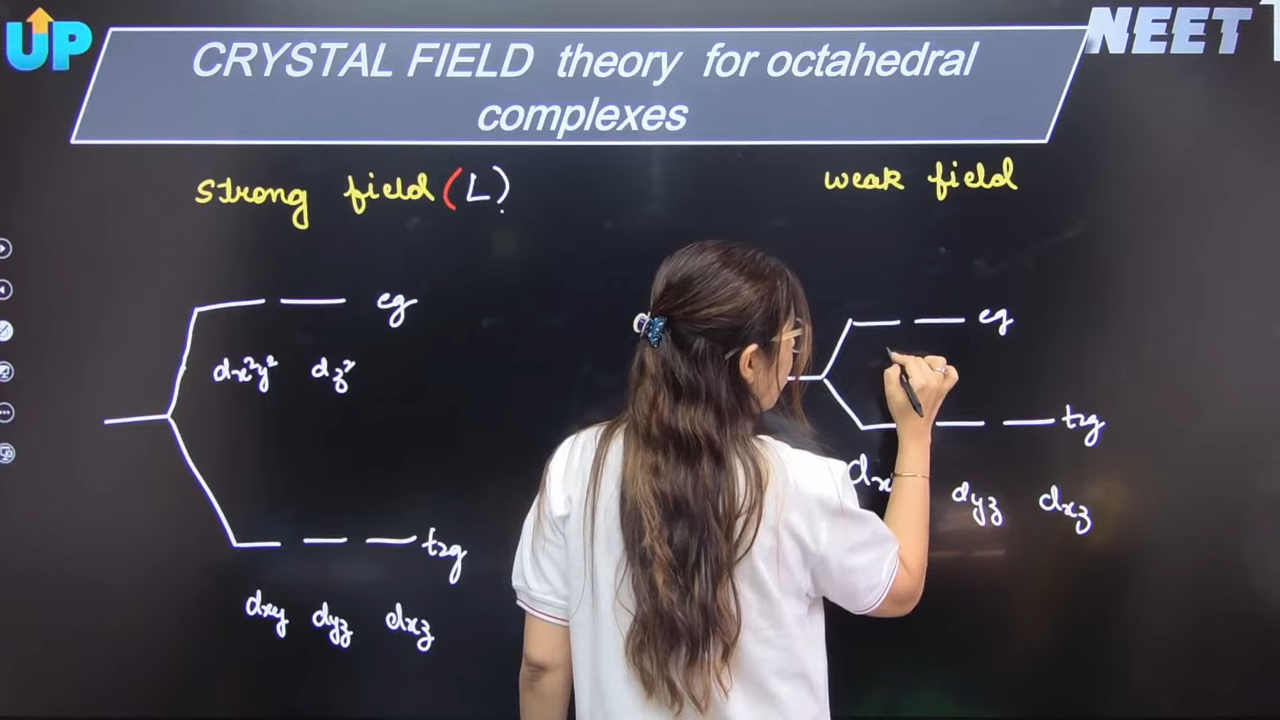 UP
NEET
CRYSTAL FIELD theory for octahedral
complexes
strong field (L)
weak field
eg
dx²y² dz²
t2g
dxy dyz dxz
eg
t2g
dyz dxz